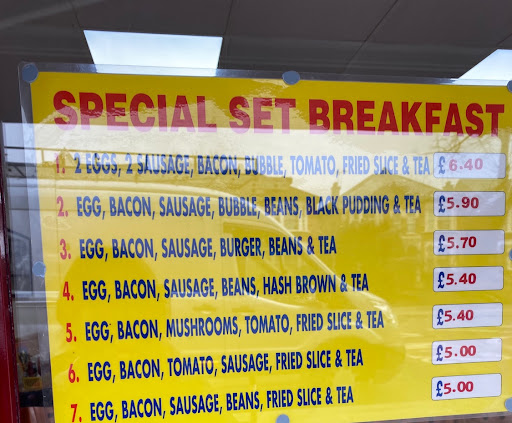 SPECIAL SET BREAKFAST
1. 2 EGGS, 2 SAUSAGE, BACON, BUBBLE, TOMATO, FRIED SLICE & TEA £6.40
2. EGG, BACON, SAUSAGE, BUBBLE, BEANS, BLACK PUDDING & TEA £5.90
3. EGG, BACON, SAUSAGE, BURGER, BEANS & TEA £5.70
4. EGG, BACON, SAUSAGE, BEANS, HASH BROWN & TEA £5.40
5. EGG, BACON, MUSHROOMS, TOMATO, FRIED SLICE & TEA £5.40
6. EGG, BACON, TOMATO, SAUSAGE, FRIED SLICE & TEA £5.00
7. EGG, BACON, SAUSAGE, BEANS, FRIED SLICE & TEA £5.00